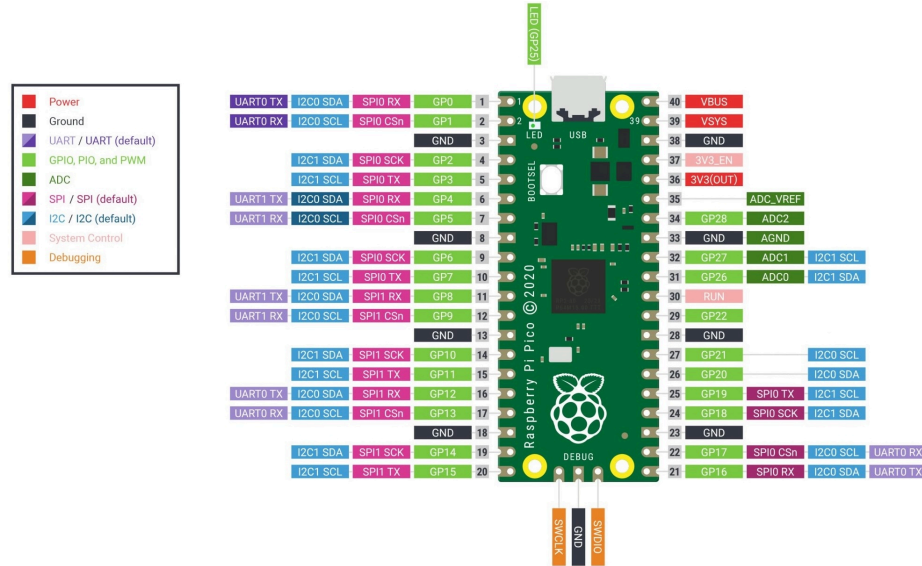 LED (GP25)
Power
Ground
UART / UART (default)
GPIO, PIO, and PWM
ADC
SPI / SPI (default)
I2C / I2C (default)
System Control
Debugging
UART0 TX I2C0 SDA SPI0 RX GP0 1
UART0 RX I2C0 SCL SPI0 CSn GP1 2
GND 3
I2C1 SDA SPI0 SCK GP2 4
I2C1 SCL SPI0 TX GP3 5
UART1 TX I2C0 SDA SPI0 RX GP4 6
UART1 RX I2C0 SCL SPI0 CSn GP5 7
GND 8
I2C1 SDA SPI0 SCK GP6 9
I2C1 SCL SPI0 TX GP7 10
UART1 TX I2C0 SDA SPI1 RX GP8 11
UART1 RX I2C0 SCL SPI1 CSn GP9 12
GND 13
I2C1 SDA SPI1 SCK GP10 14
I2C1 SCL SPI1 TX GP11 15
UART0 TX I2C0 SDA SPI1 RX GP12 16
UART0 RX I2C0 SCL SPI1 CSn GP13 17
GND 18
I2C1 SDA SPI1 SCK GP14 19
I2C1 SCL SPI1 TX GP15 20
1
2
39
LED
USB
BOOTSEL
Raspberry Pi Pico © 2020
DEBUG
40 VBUS
39 VSYS
38 GND
37 3V3_EN
36 3V3(OUT)
35 ADC_VREF
34 GP28 ADC2
33 GND AGND
32 GP27 ADC1 I2C1 SCL
31 GP26 ADC0 I2C1 SDA
30 RUN
29 GP22
28 GND
27 GP21 I2C0 SCL
26 GP20 I2C0 SDA
25 GP19 SPI0 TX I2C1 SCL
24 GP18 SPI0 SCK I2C1 SDA
23 GND
22 GP17 SPI0 CSn I2C0 SCL UART0 RX
21 GP16 SPI0 RX I2C0 SDA UART0 TX
SWCLK
GND
SWDIO